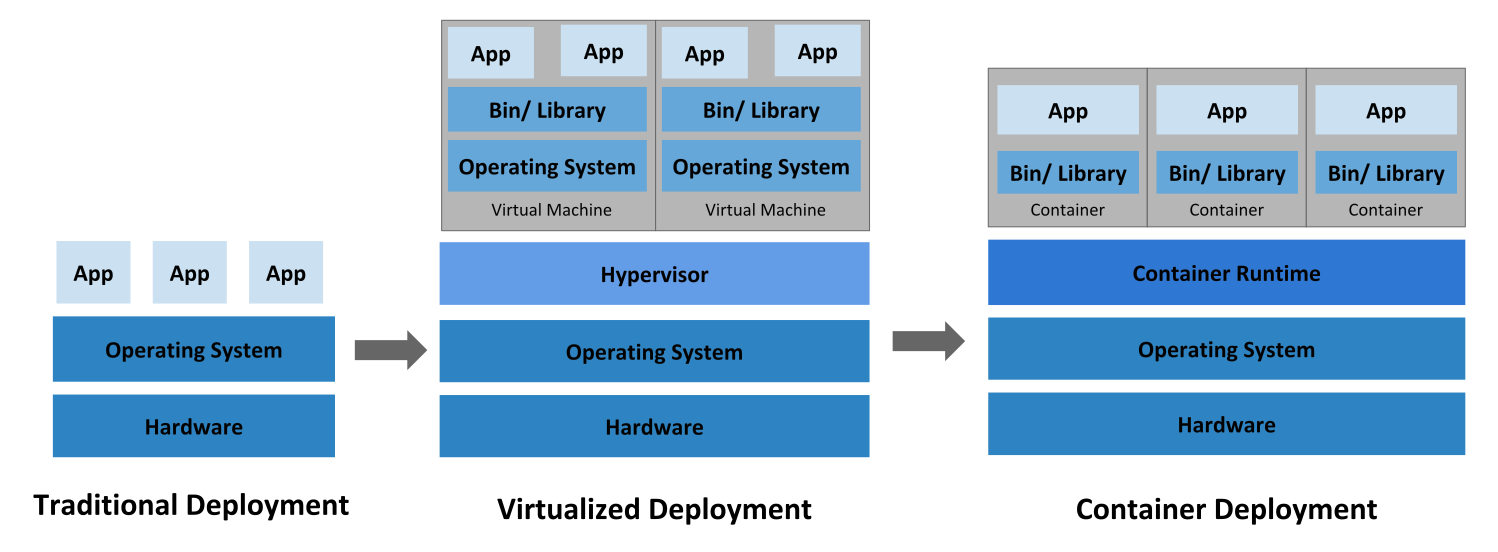 App
App
App
Operating System
Hardware
Traditional Deployment
App
App
App
App
Bin/ Library
Bin/ Library
Operating System
Operating System
Virtual Machine
Virtual Machine
Hypervisor
Operating System
Hardware
Virtualized Deployment
App
App
App
Bin/ Library
Bin/ Library
Bin/ Library
Container
Container
Container
Container Runtime
Operating System
Hardware
Container Deployment